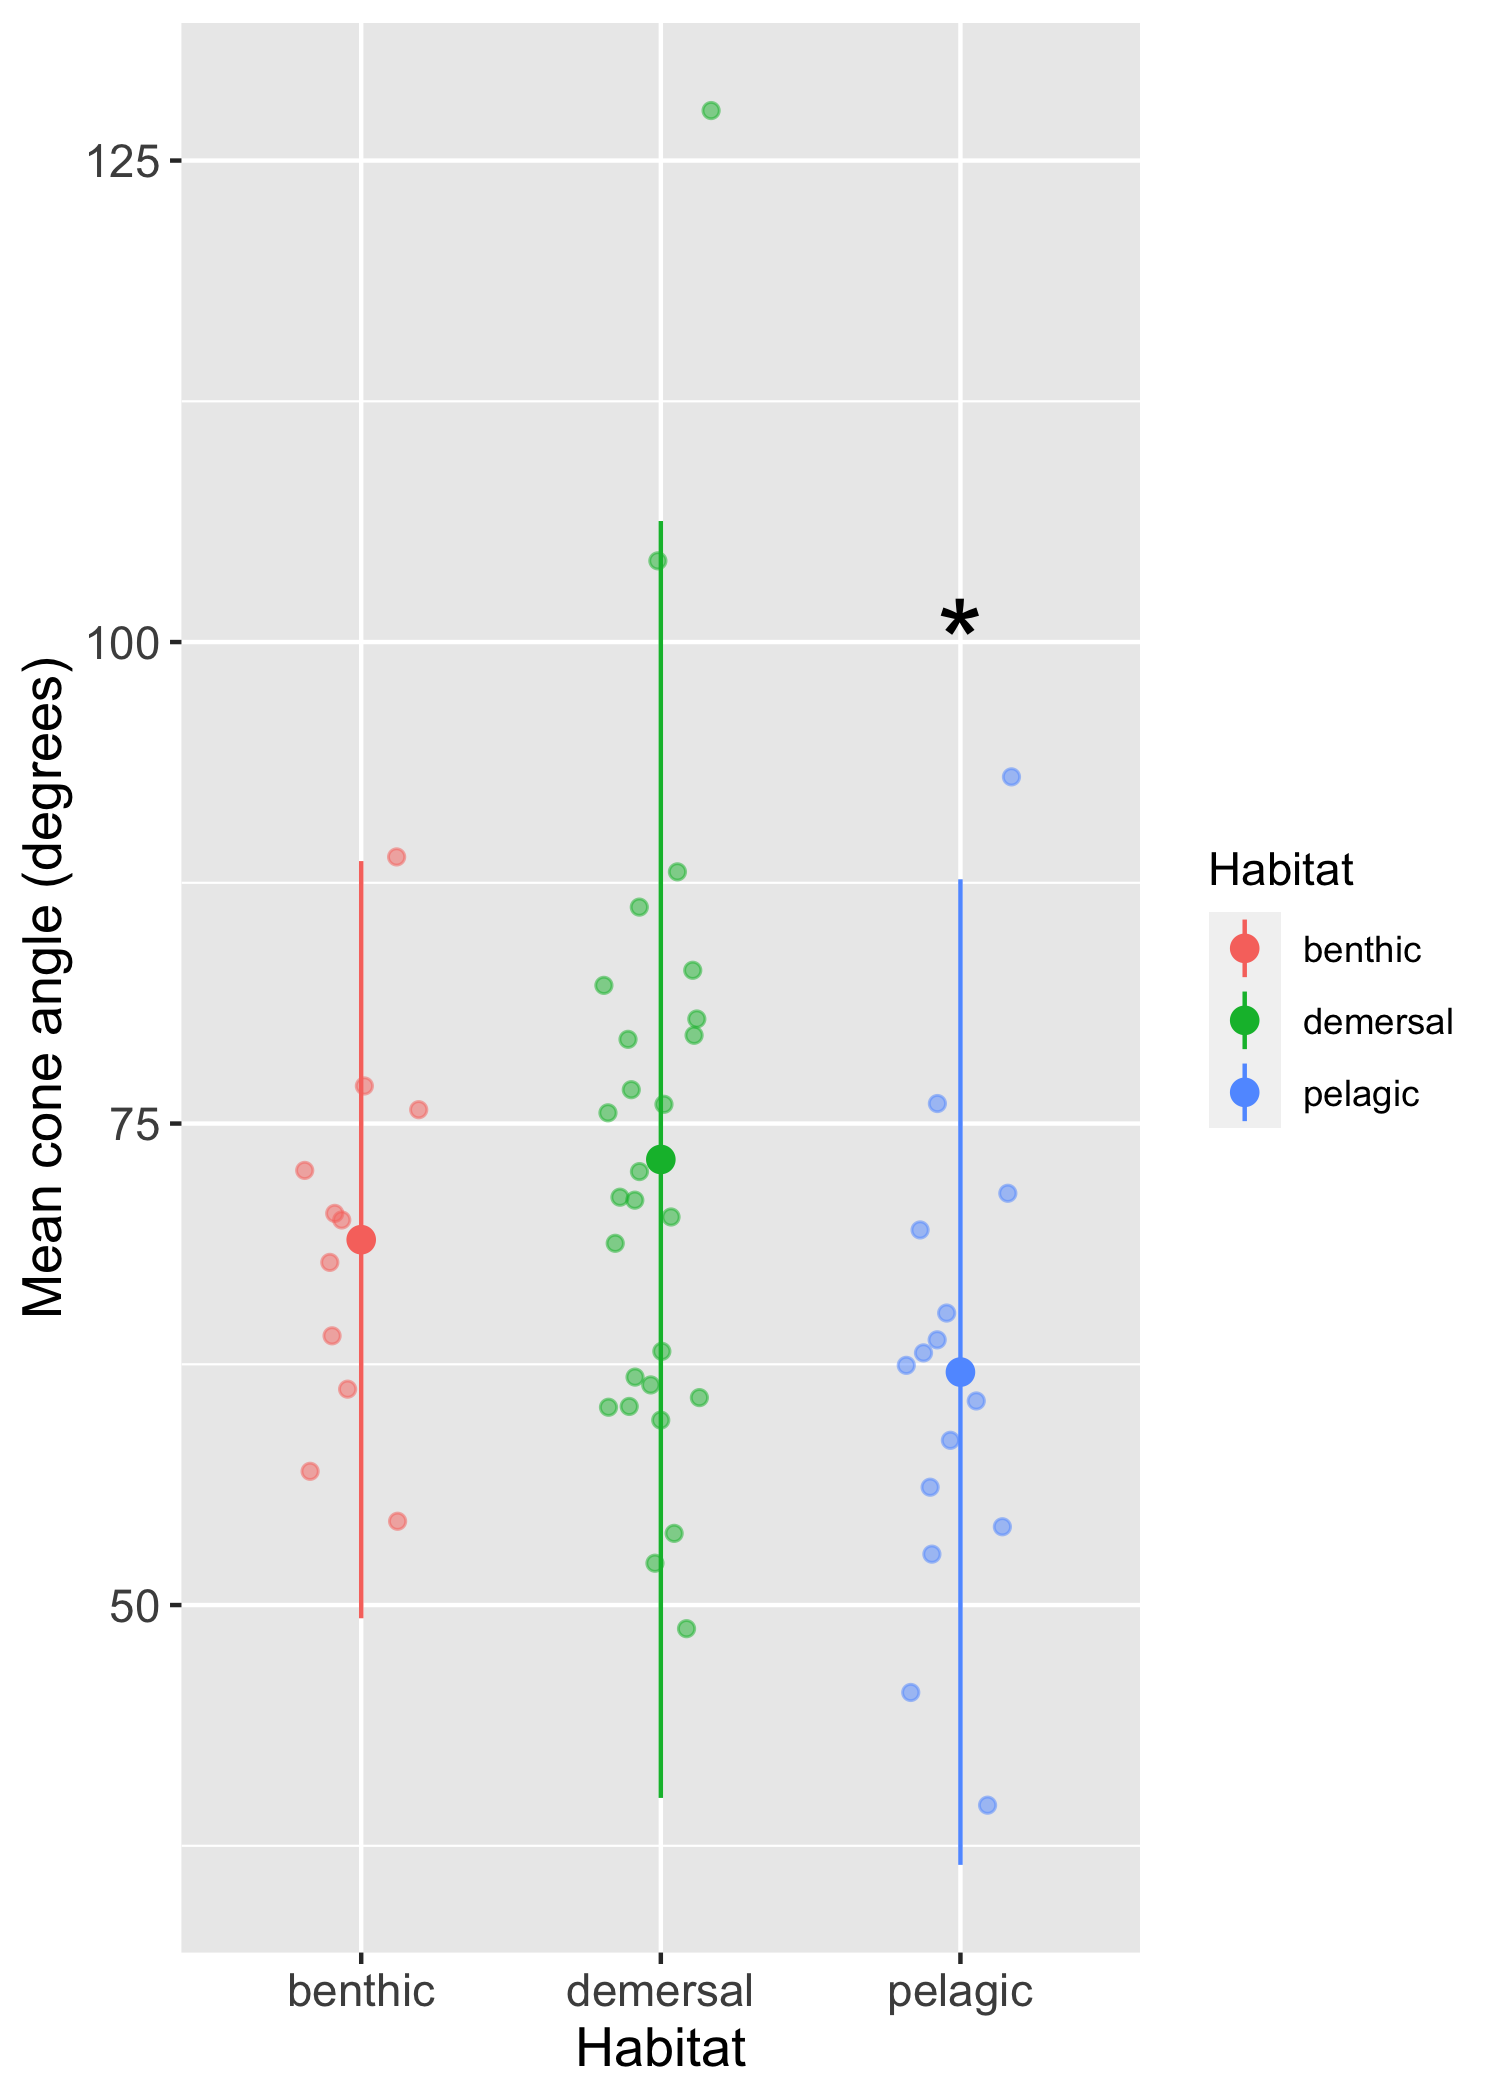 Mean cone angle (degrees)
125
100
75
50
*
benthic demersal pelagic
Habitat
Habitat
benthic
demersal
pelagic